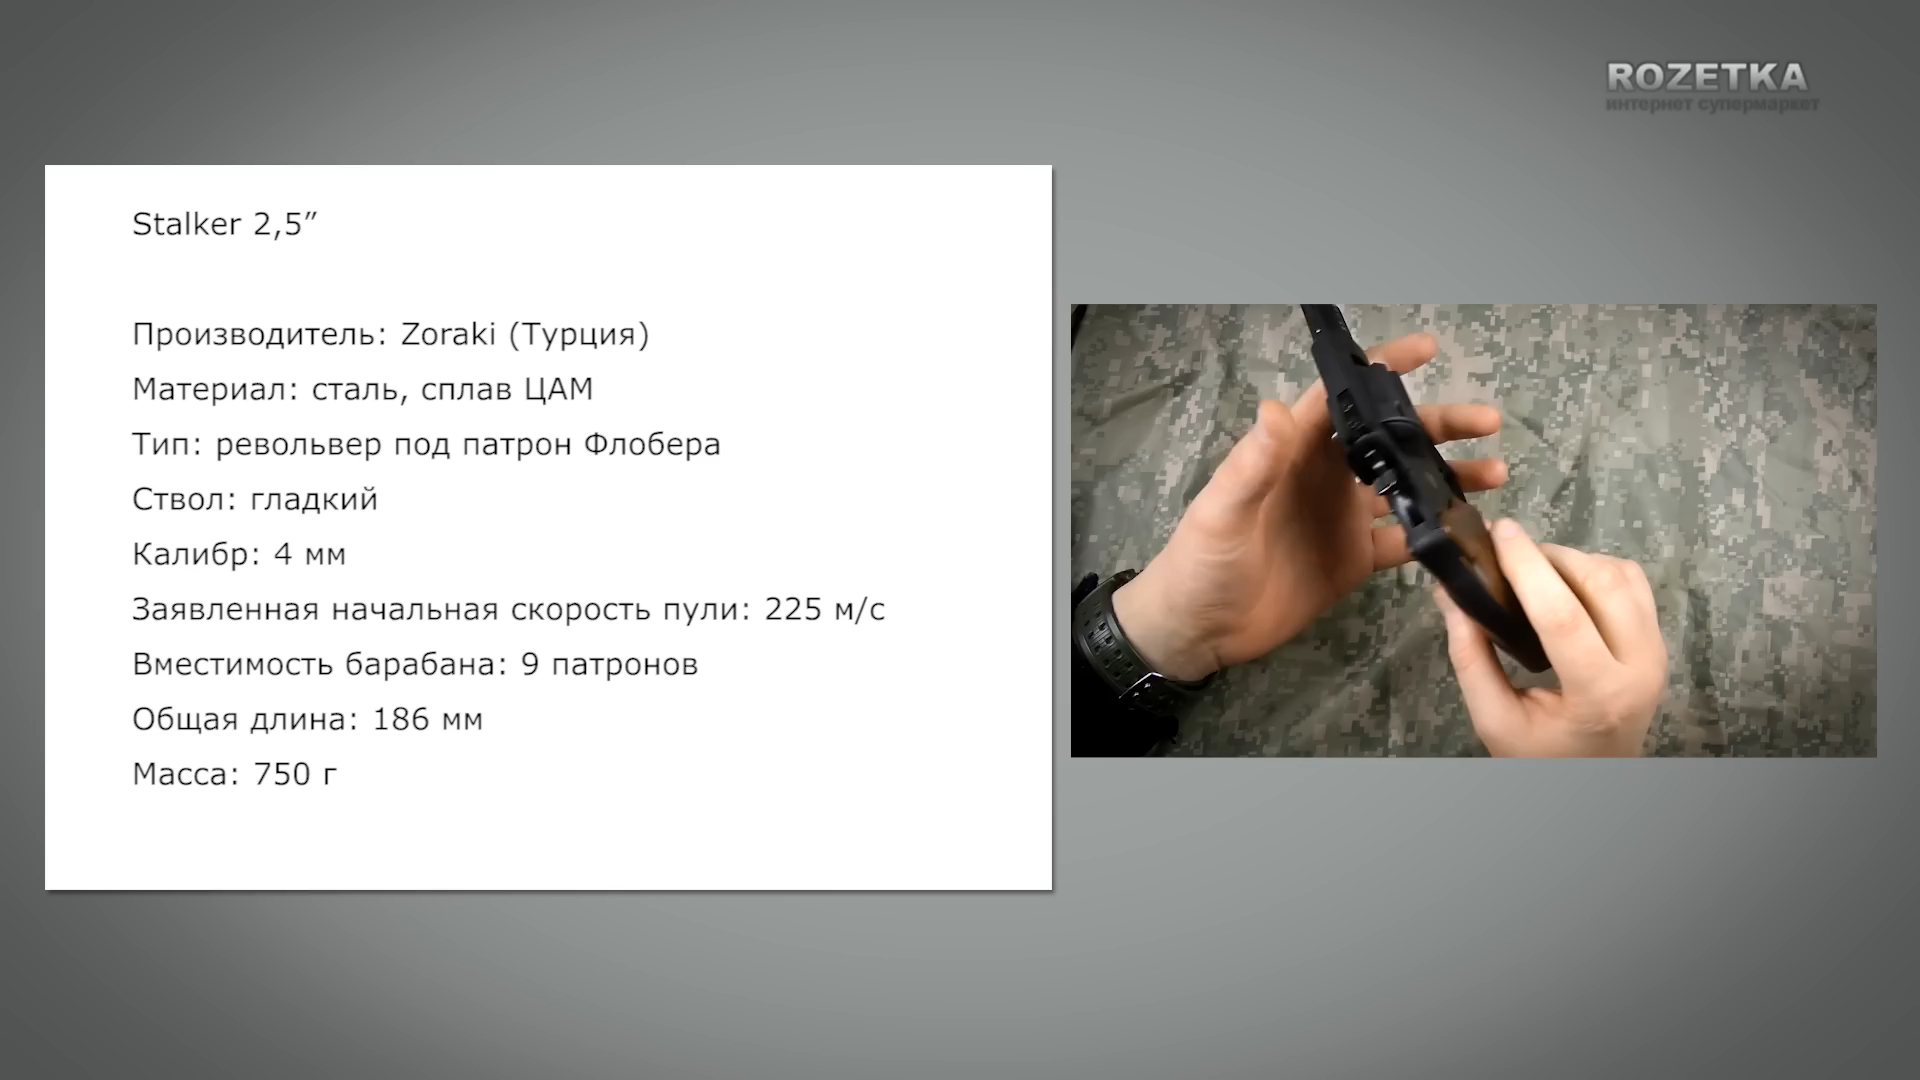 ROZETKA
интернет супермаркет
Stalker 2,5”
Производитель: Zoraki (Турция)
Материал: сталь, сплав ЦАМ
Тип: револьвер под патрон Флобера
Ствол: гладкий
Калибр: 4 мм
Заявленная начальная скорость пули: 225 м/с
Вместимость барабана: 9 патронов
Общая длина: 186 мм
Масса: 750 г